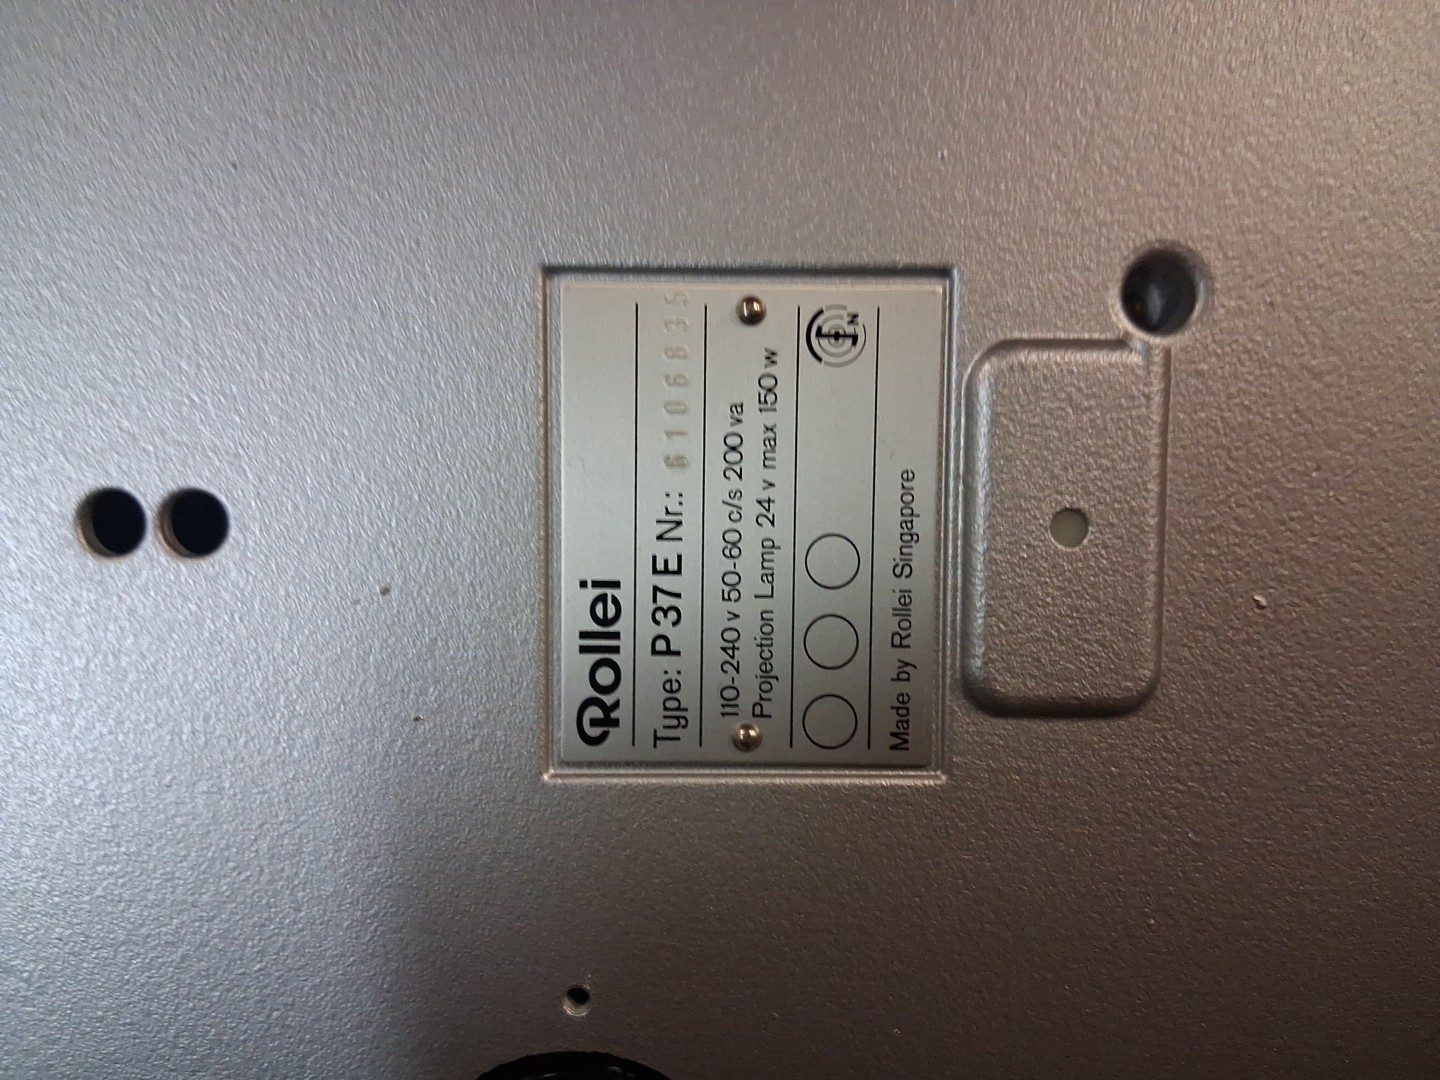 Rollei
Type: P37E Nr.: 6106835
110-240 v 50-60 c/s 200 va
Projection Lamp 24 v max 150 w
N
Made by Rollei Singapore